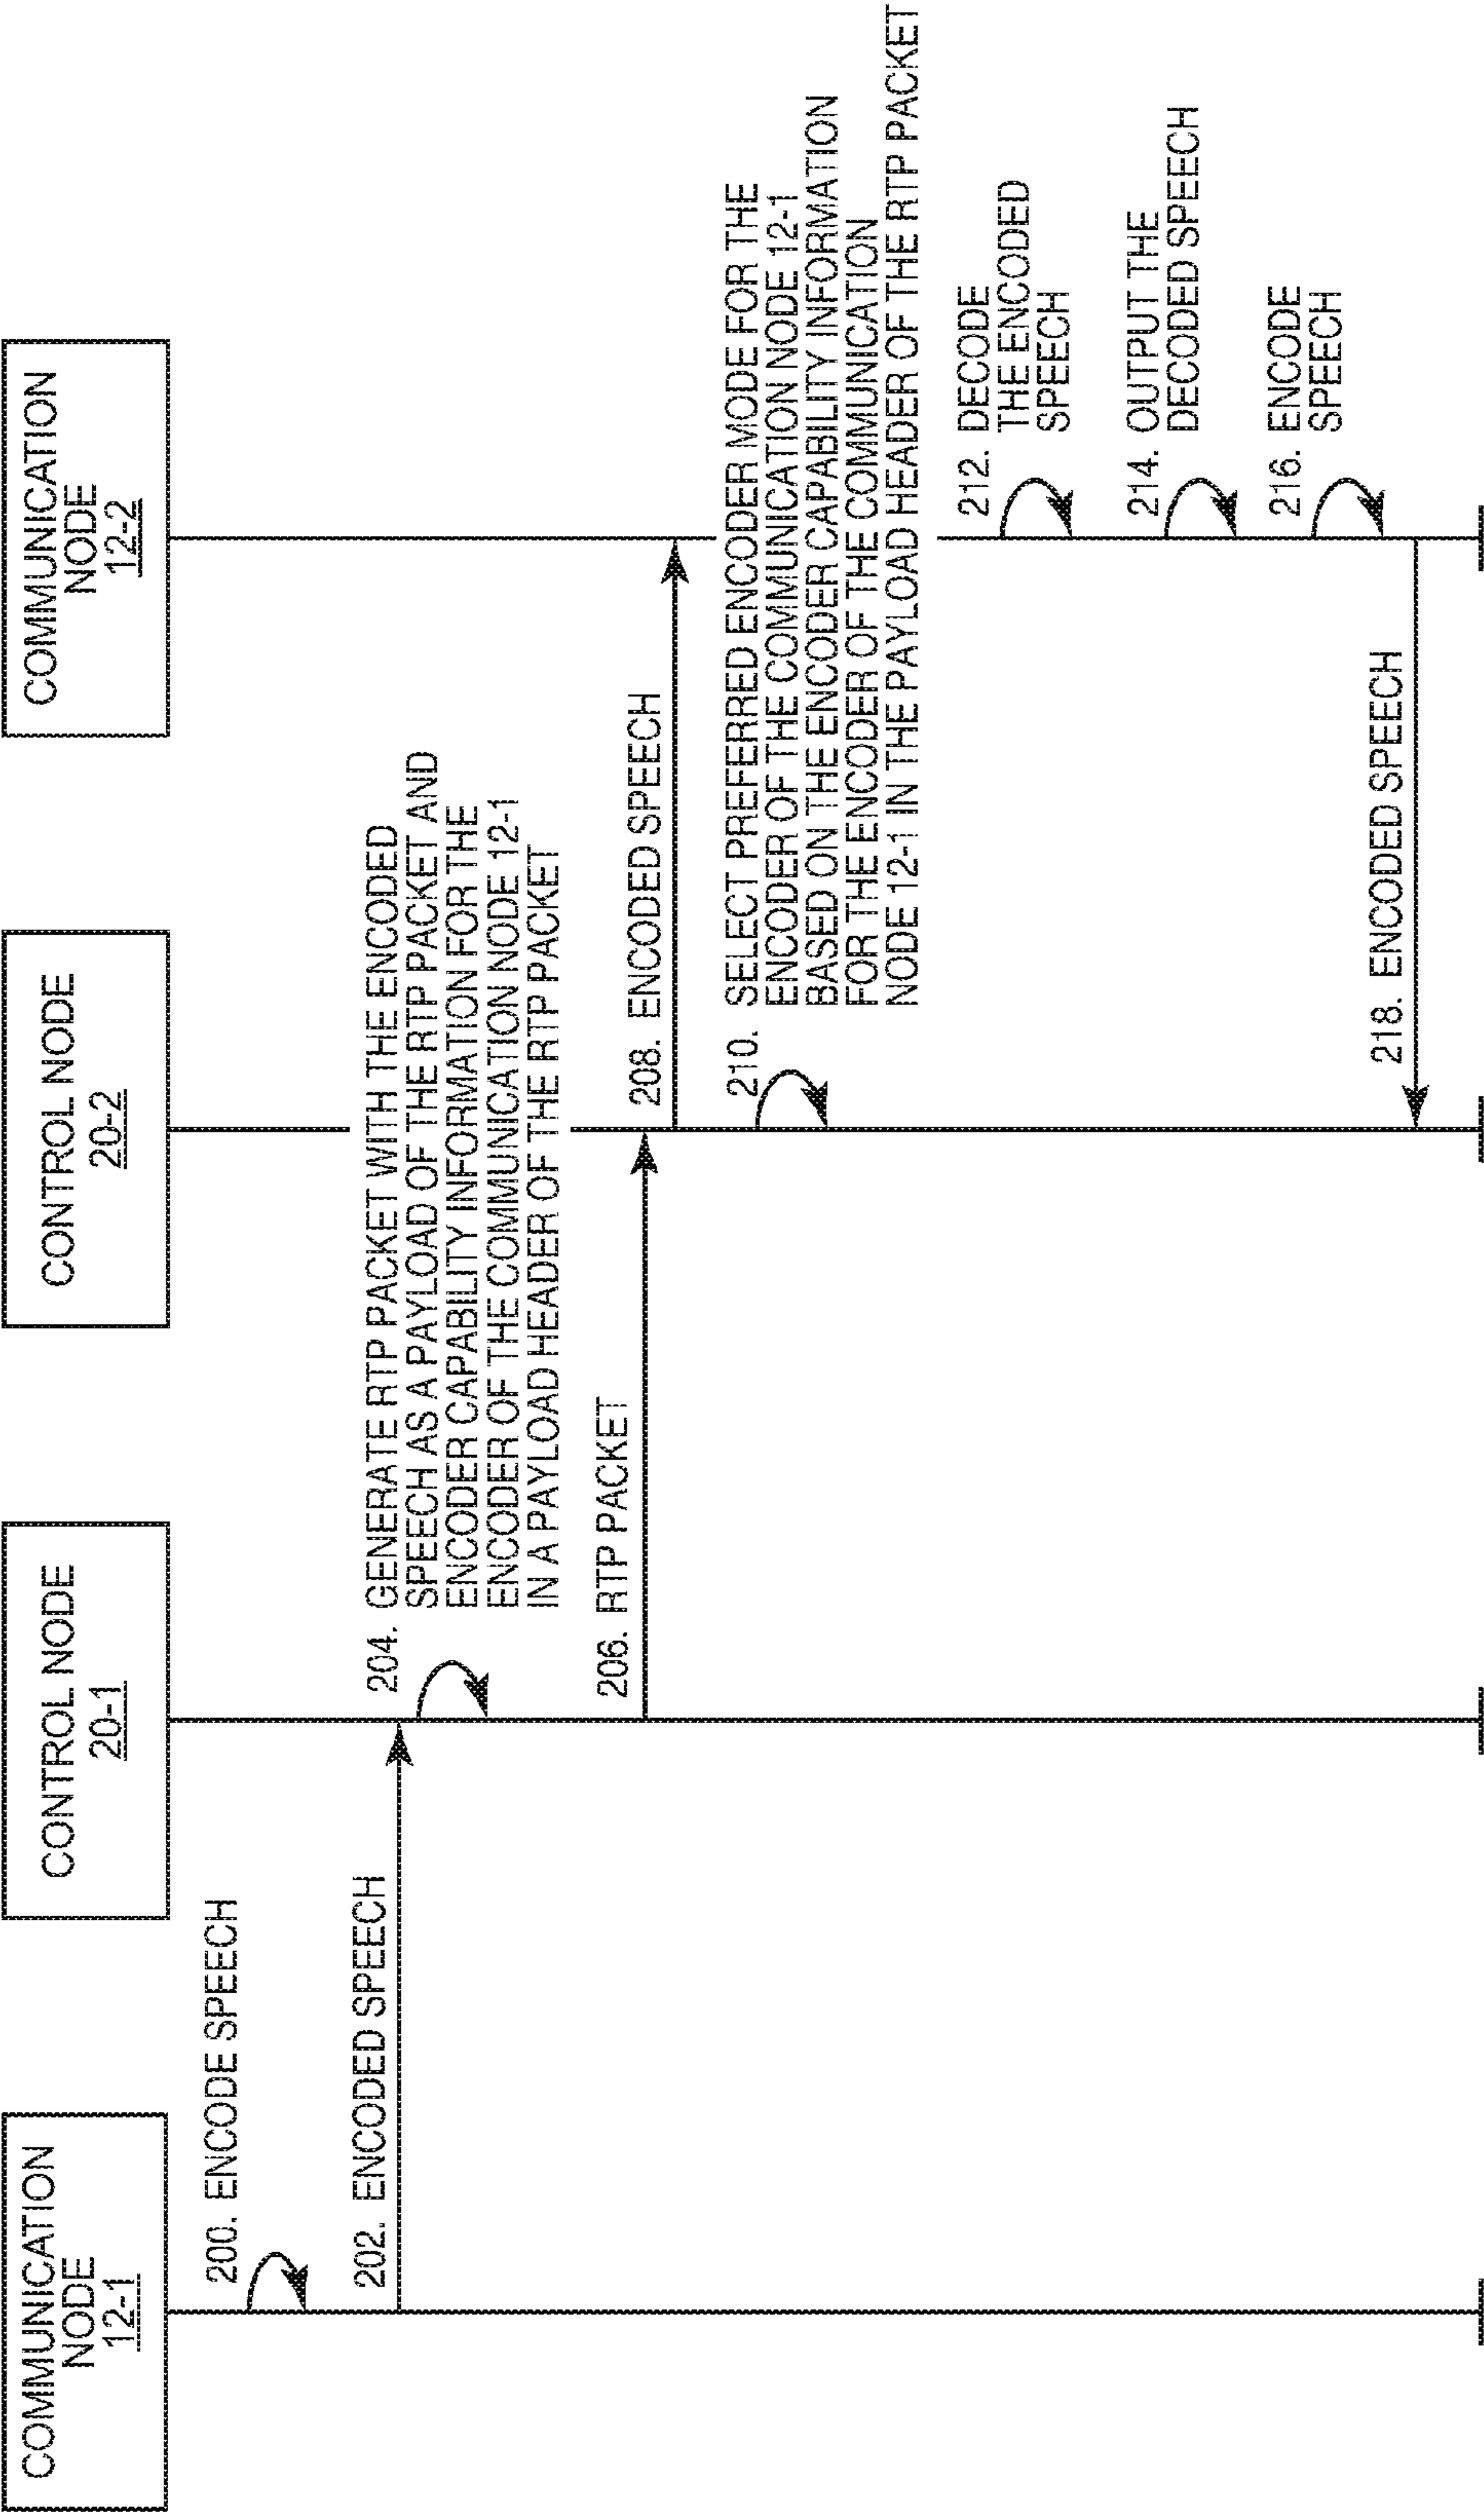 COMMUNICATION
NODE
12-1
CONTROL NODE
20-1
CONTROL NODE
20-2
COMMUNICATION
NODE
12-2
200. ENCODE SPEECH
202. ENCODED SPEECH
204. GENERATE RTP PACKET WITH THE ENCODED
SPEECH AS A PAYLOAD OF THE RTP PACKET AND
ENCODER CAPABILITY INFORMATION FOR THE
ENCODER OF THE COMMUNICATION NODE 12-1
IN A PAYLOAD HEADER OF THE RTP PACKET
206. RTP PACKET
208. ENCODED SPEECH
210. SELECT PREFERRED ENCODER MODE FOR THE
ENCODER OF THE COMMUNICATION NODE 12-1
BASED ON THE ENCODER CAPABILITY INFORMATION
FOR THE ENCODER OF THE COMMUNICATION
NODE 12-1 IN THE PAYLOAD HEADER OF THE RTP PACKET
212. DECODE
THE ENCODED
SPEECH
214. OUTPUT THE
DECODED SPEECH
216. ENCODE
SPEECH
218. ENCODED SPEECH